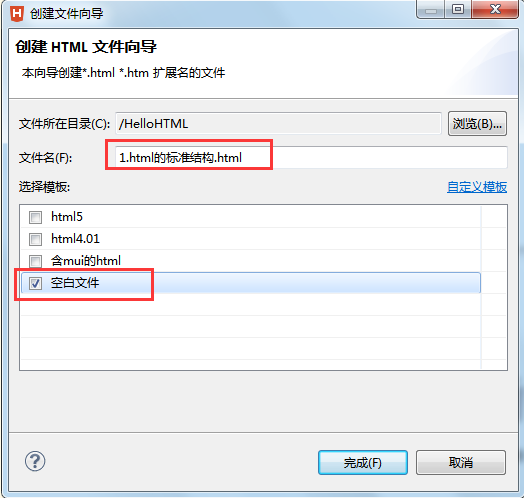 创建文件向导
创建 HTML 文件向导
本向导创建*.html *.htm 扩展名的文件
文件所在目录(C): /HelloHTML 浏览(B)...
文件名(F): 1.html的标准结构.html
选择模板: 自定义模板
html5
html4.01
含mui的html
空白文件
完成(F) 取消